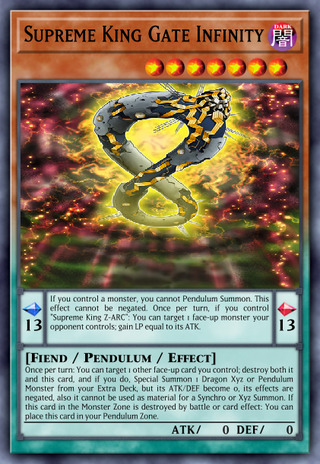 Supreme King Gate Infinity
DARK
闇
If you control a monster, you cannot Pendulum Summon. This
effect cannot be negated. Once per turn, if you control
"Supreme King Z-ARC": You can target 1 face-up monster your
opponent controls; gain LP equal to its ATK.
13
13
[Fiend / Pendulum / Effect]
Once per turn: You can target 1 other face-up card you control; destroy both it
and this card, and if you do, Special Summon 1 Dragon Xyz or Pendulum
Monster from your Extra Deck, but its ATK/DEF become 0, its effects are
negated, also it cannot be used as material for a Synchro or Xyz Summon. If
this card in the Monster Zone is destroyed by battle or card effect: You can
place this card in your Pendulum Zone.
ATK/ 0 DEF/ 0